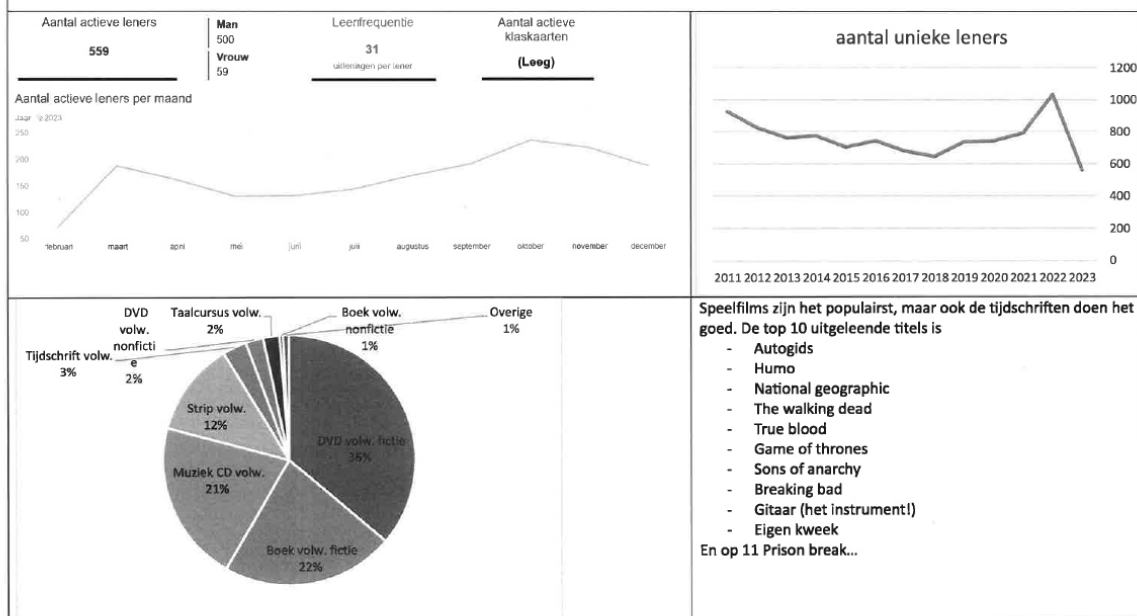 Aantal actieve leners
559
Man
500
Vrouw
59
Leenfrequentie
31
uitleningen per lener
Aantal actieve
klaskaarten
(Leeg)
Aantal actieve leners per maand
Jaar 2023
250
200
150
100
50
februari maart april mei juni juli augustus september oktober november december
aantal unieke leners
1200
1000
800
600
400
200
0
2011 2012 2013 2014 2015 2016 2017 2018 2019 2020 2021 2022 2023
DVD
volw.
nonfictic
e
2%
Taalcursus volw.
2%
Boek volw.
nonfictie
1%
Overige
1%
Tijdschrift volw.
3%
Strip volw.
12%
DVD volw. fictie
36%
Muziek CD volw.
21%
Boek volw. fictie
22%
Speelfilms zijn het populairst, maar ook de tijdschriften doen het
goed. De top 10 uitgeleende titels is
- Autogids
- Humo
- National geographic
- The walking dead
- True blood
- Game of thrones
- Sons of anarchy
- Breaking bad
- Gitaar (het instrument!)
- Eigen kweek
En op 11 Prison break...